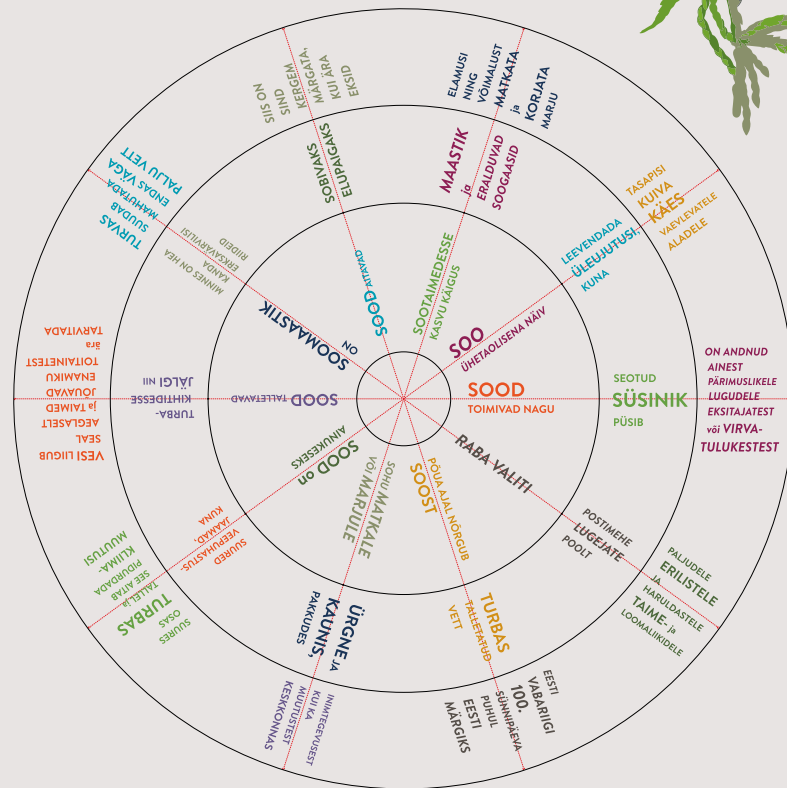 SOOD
TOIMIVAD NAGU
SEOTUD
SÜSINIK
PÜSIB
ON ANDNUD
AINEST
PÄRIMUSLIKELE
LUGUDELE
EKSITAJATEST
või VIRVA-
TULUKESTEST
RABA VALITI
POSTIMEHE
LUGEJATE
POOLT
PALJUDELE
ERILISTELE
JA
HARULDASTELE
TAIME- ja
LOOMALIIKIDELE
PÕUA AJAL NÕRGUB
SOOST
TURBAS
TALLETATUD
VETT
EESTI
VABARIIGI
100.
SÜNNIPÄEVA
PUHUL
EESTI
MÄRGIKS
SOHU MATKALE
VÕI MARJULE
ÜRGNE JA
KAUNIS,
PAKKUDES
INIMTEGEVUSEST
KUI KA
MUUTUSTEST
KESKKONNAS
AINUKESEKS
SOOD on
SUURED
VEEPUHASTUS-
JAAMAD,
KUNA
SUURES
OSAS
TURBAS
TALLEL ja
SEE AITAB
PIDURDADA
KLIIMA-
MUUTUSI
SOOD TALLETAVAD
TURBA-
KIHTIDESSE
JÄLGI NII
VESI LIIGUB
SEAL
AEGLASELT
ja TAIMED
JÕUAVAD
ENAMIKU
TOITAINETEST
ära
TARVITADA
SOOMAASTIK
ON
MINNES ON HEA
KANDA
ERKSAVÄRVILISI
RIIDEID
TURVAS
SUUDAB
MAHUTADA
ENDAS VÄGA
PALJU VETT
SOOD AITAVAD
SOBIVAKS
ELUPAIGAKS
SIIS ON
SIND
KERGEM
MÄRGATA,
KUI ÄRA
EKSID
SOOTAIMEDESSE
KASVU KÄIGUS
MAASTIK
ja
ERALDUVAD
SOOGAASID
ELAMUSI
NING
VÕIMALUST
MATKATA
ja
KORJATA
MARJU
SOO
ÜHETAOLISENA NÄIV
LEEVENDADA
ÜLEUJUTUSI,
KUNA
TASAPISI
KUIVA
KÄES
VAEVLEVATELE
ALADELE